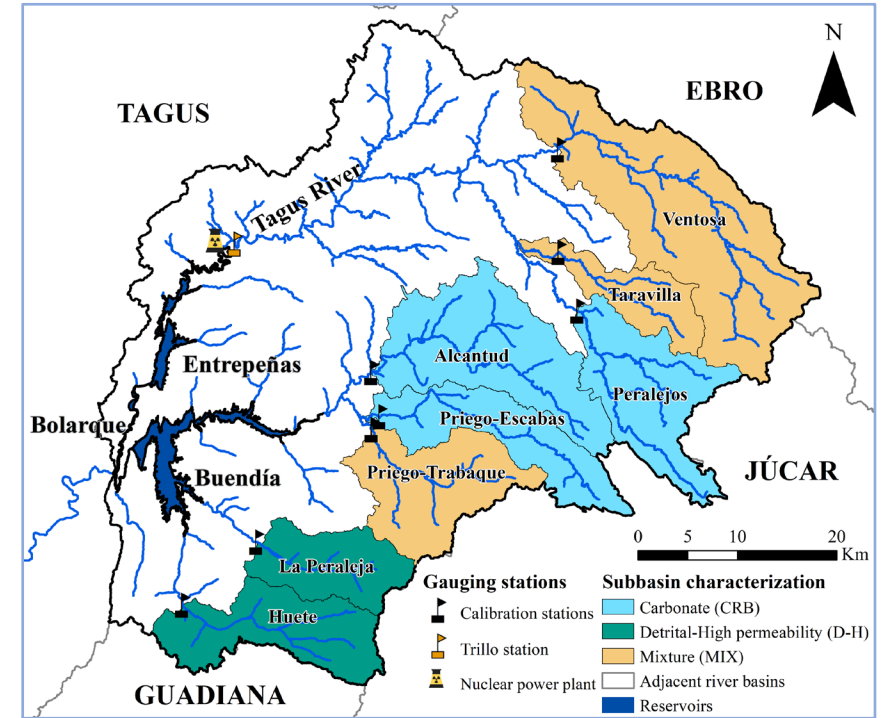 N
EBRO
TAGUS
Tagus River
Ventosa
Taravilla
Alcantud
Entrepeñas
Peralejos
Bolarque
Priego-Escabas
Priego-Trabaque
Buendía
JÚCAR
La Peraleja
Huete
GUADIANA
0 5 10 20
Km
Gauging stations
Calibration stations
Trillo station
Nuclear power plant
Subbasin characterization
Carbonate (CRB)
Detrital-High permeability (D-H)
Mixture (MIX)
Adjacent river basins
Reservoirs